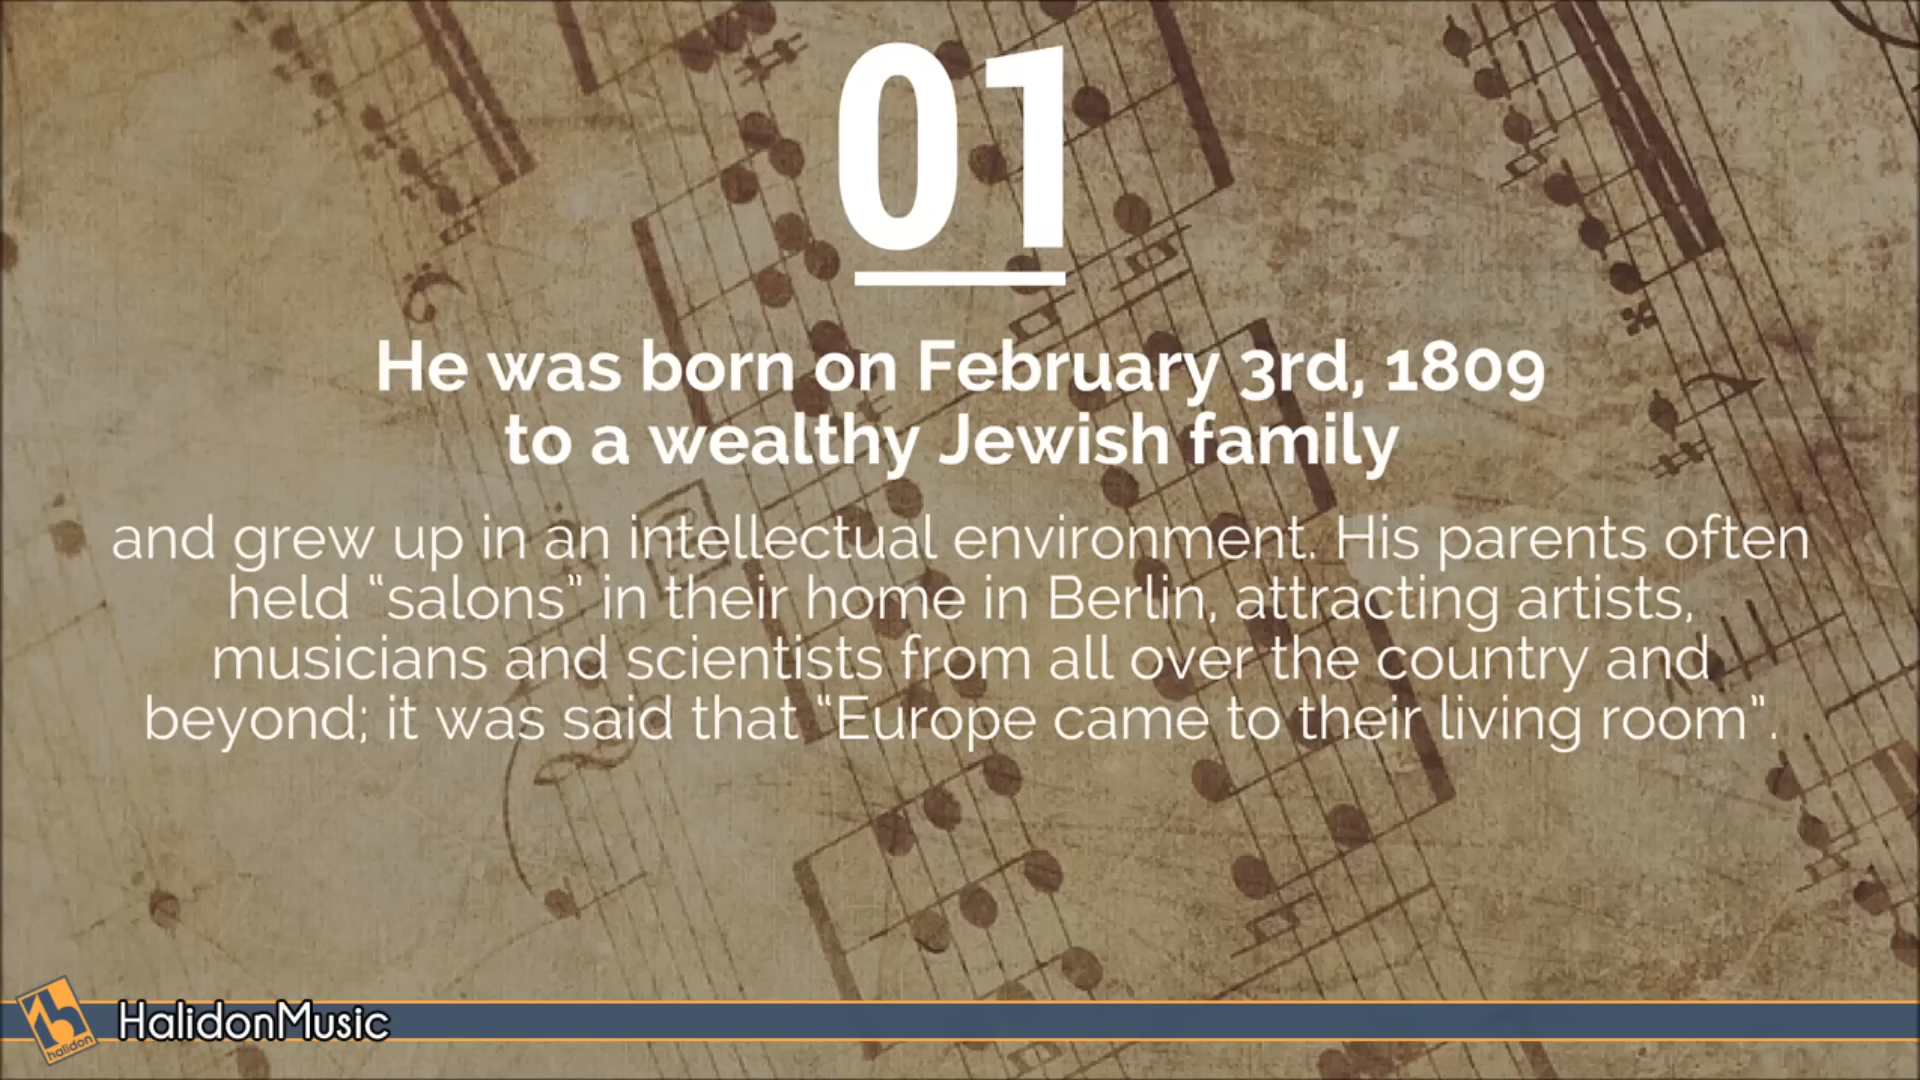 01
He was born on February 3rd, 1809
to a wealthy Jewish family
and grew up in an intellectual environment. His parents often
held “salons” in their home in Berlin, attracting artists,
musicians and scientists from all over the country and
beyond; it was said that “Europe came to their living room”.
halidon
HalidonMusic